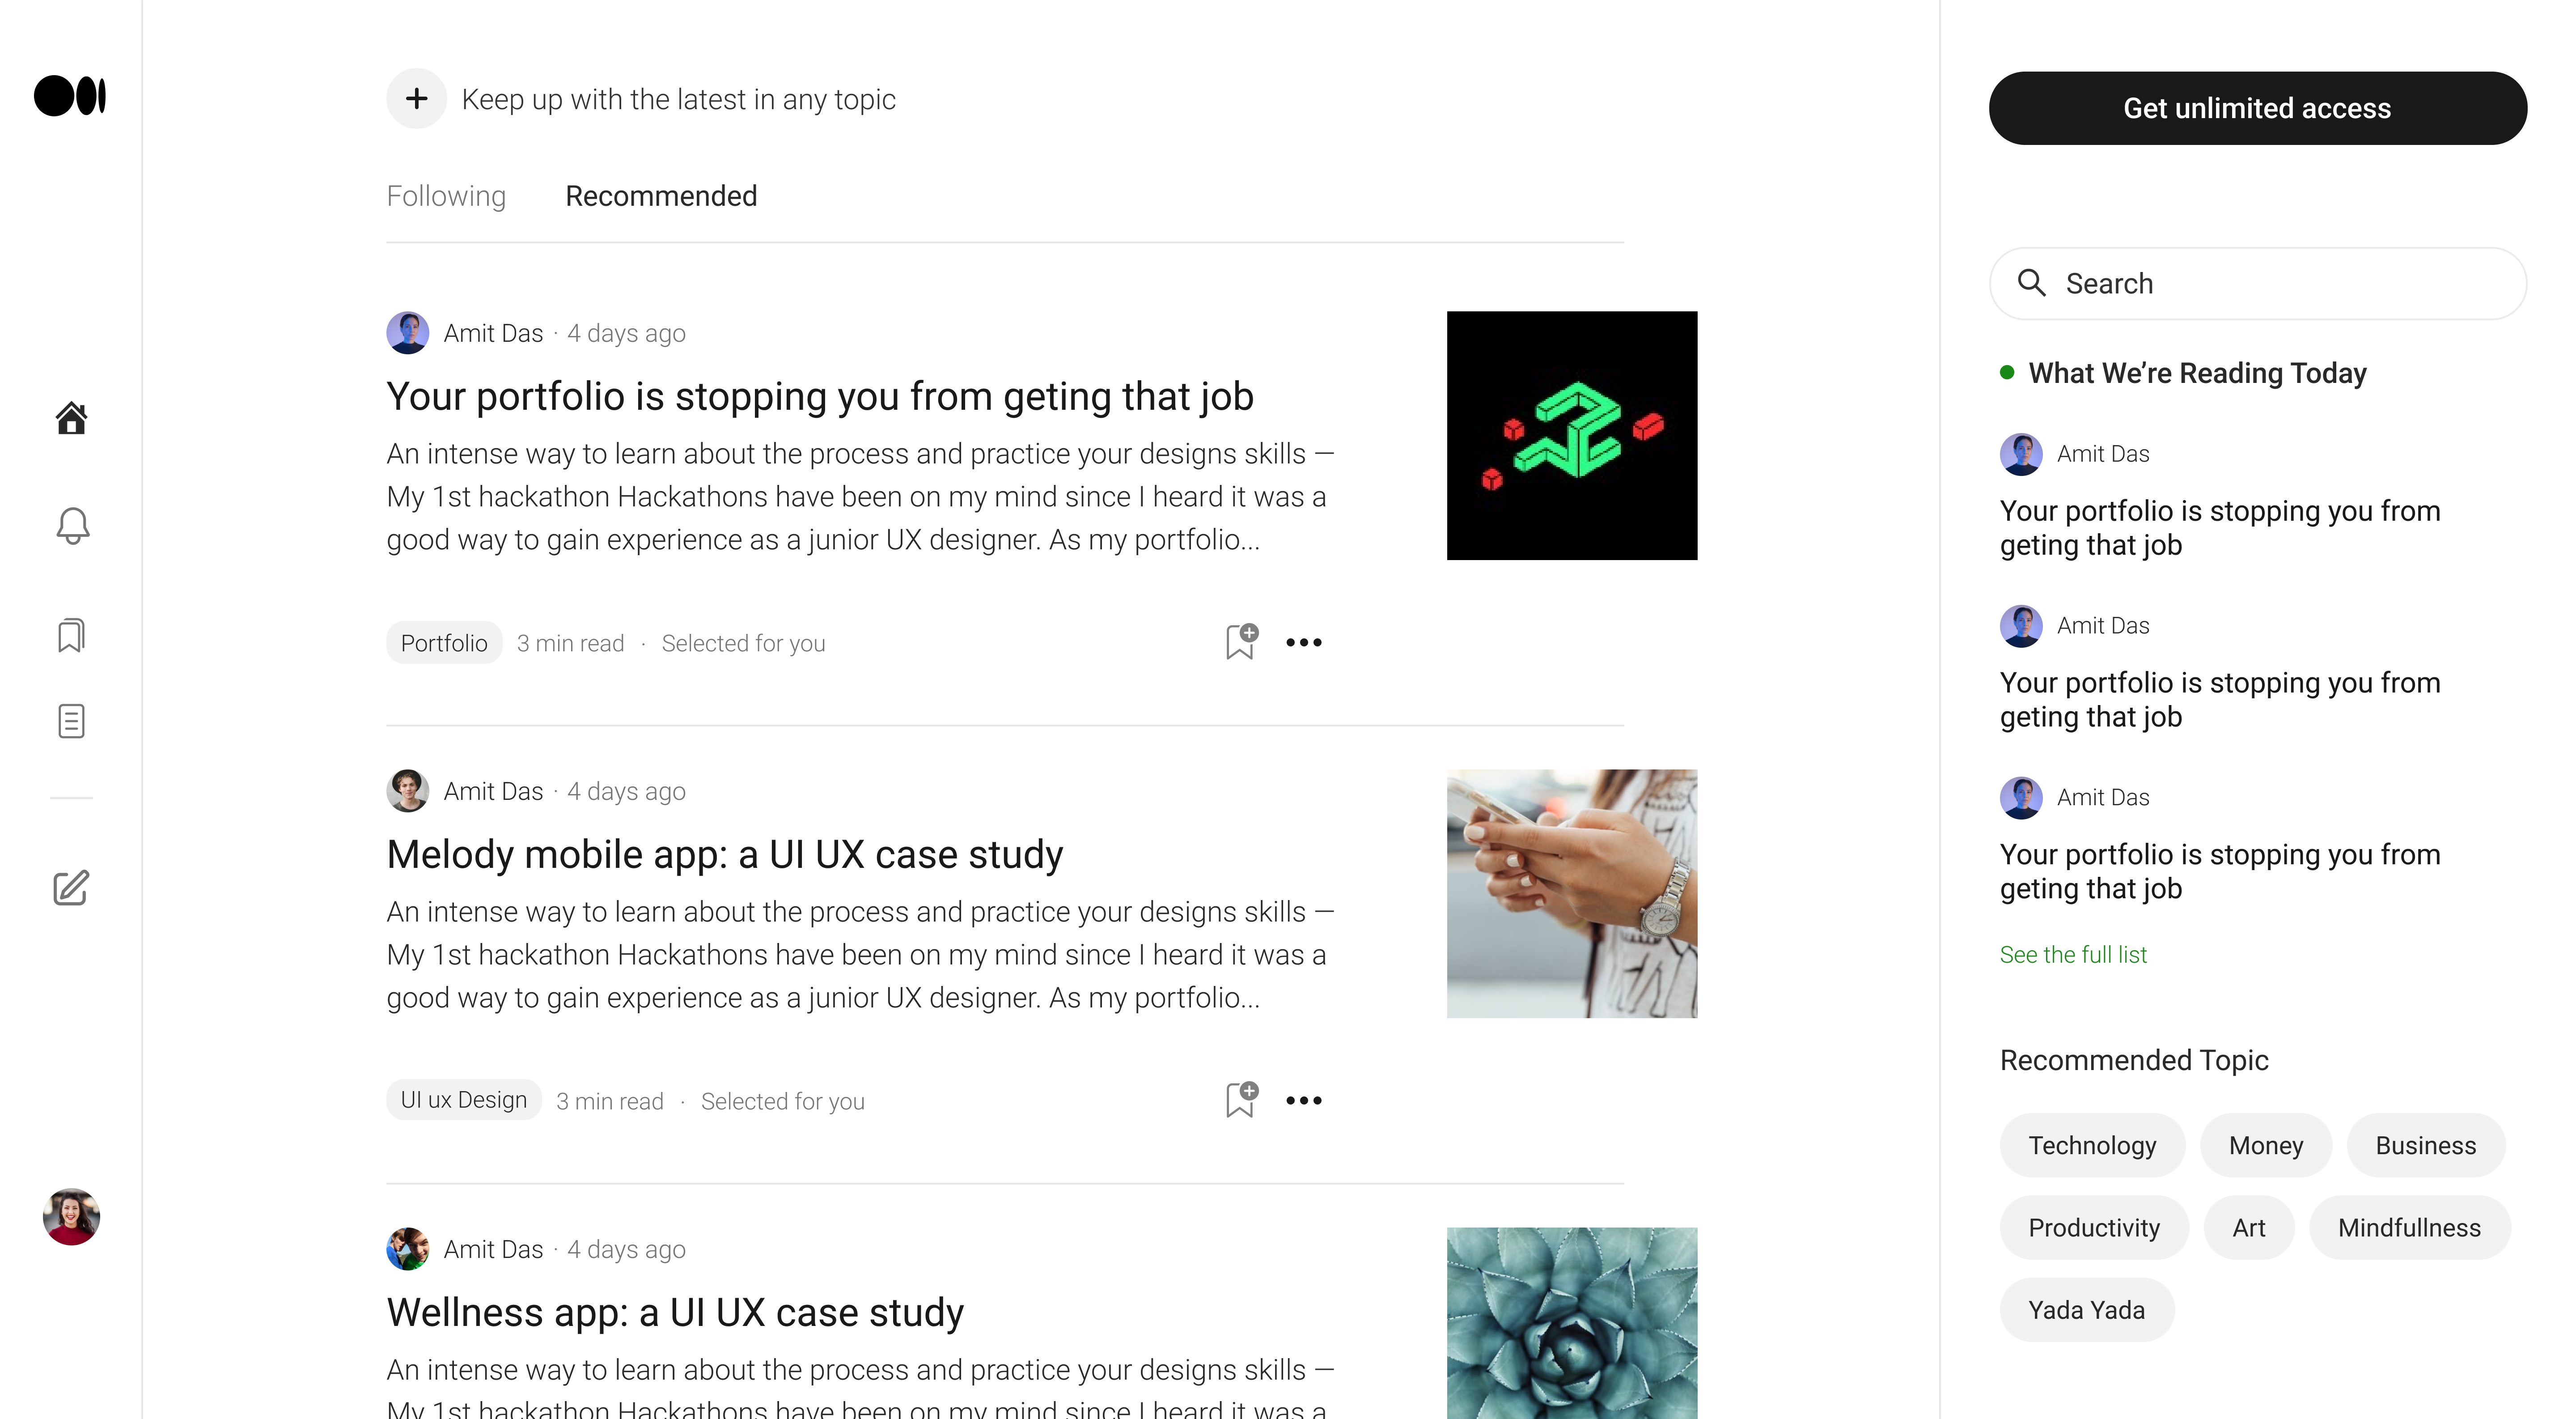 Keep up with the latest in any topic
Following
Recommended
Amit Das · 4 days ago
Your portfolio is stopping you from geting that job
An intense way to learn about the process and practice your designs skills —
My 1st hackathon Hackathons have been on my mind since I heard it was a
good way to gain experience as a junior UX designer. As my portfolio...
Portfolio
3 min read · Selected for you
Amit Das · 4 days ago
Melody mobile app: a UI UX case study
An intense way to learn about the process and practice your designs skills —
My 1st hackathon Hackathons have been on my mind since I heard it was a
good way to gain experience as a junior UX designer. As my portfolio...
UI ux Design
3 min read · Selected for you
Amit Das · 4 days ago
Wellness app: a UI UX case study
An intense way to learn about the process and practice your designs skills —
My 1st hackathon Hackathons have been on my mind since I heard it was a
Get unlimited access
Search
What We’re Reading Today
Amit Das
Your portfolio is stopping you from
geting that job
Amit Das
Your portfolio is stopping you from
geting that job
Amit Das
Your portfolio is stopping you from
geting that job
See the full list
Recommended Topic
Technology
Money
Business
Productivity
Art
Mindfullness
Yada Yada